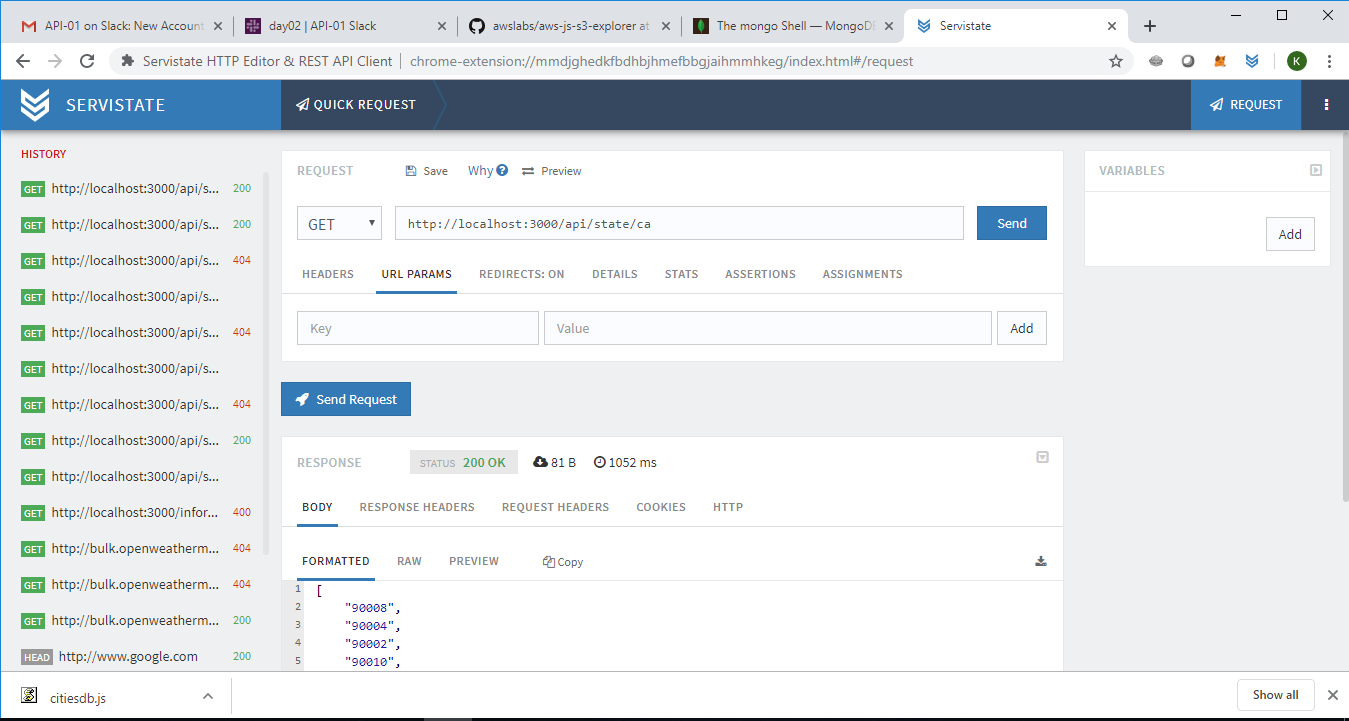 API-01 on Slack: New Account
day02 | API-01 Slack
awslabs/aws-js-s3-explorer at
The mongo Shell — MongoDB
Servistate
Servistate HTTP Editor & REST API Client | chrome-extension://mmdjghedkfbdhbjhmefbbgjaihmmhkeg/index.html#/request
K
SERVISTATE
QUICK REQUEST
REQUEST
HISTORY
GET http://localhost:3000/api/s... 200
GET http://localhost:3000/api/s... 200
GET http://localhost:3000/api/s... 404
GET http://localhost:3000/api/s...
GET http://localhost:3000/api/s... 404
GET http://localhost:3000/api/s...
GET http://localhost:3000/api/s... 404
GET http://localhost:3000/api/s... 200
GET http://localhost:3000/api/s...
GET http://localhost:3000/infor... 400
GET http://bulk.openweatherm... 404
GET http://bulk.openweatherm... 404
GET http://bulk.openweatherm... 200
HEAD http://www.google.com 200
REQUEST Save Why ? Preview
GET http://localhost:3000/api/state/ca Send
HEADERS URL PARAMS REDIRECTS: ON DETAILS STATS ASSERTIONS ASSIGNMENTS
Key Value Add
Send Request
RESPONSE STATUS 200 OK 81 B 1052 ms
BODY RESPONSE HEADERS REQUEST HEADERS COOKIES HTTP
FORMATTED RAW PREVIEW Copy
1 [
2 "90008",
3 "90004",
4 "90002",
5 "90010",
VARIABLES
Add
citiesdb.js
Show all